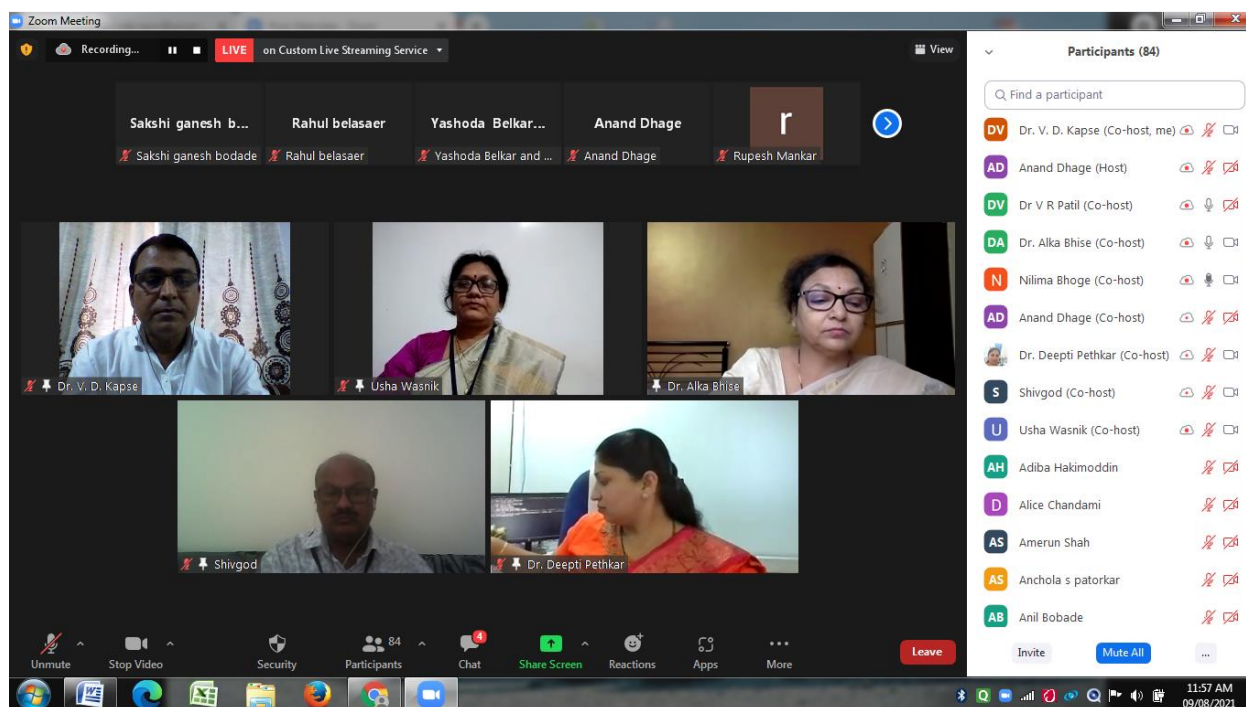 Zoom Meeting
Recording...
LIVE on Custom Live Streaming Service
View
Sakshi ganesh b...
Rahul belasaer
Yashoda Belkar...
Anand Dhage
r
Sakshi ganesh bodade
Rahul belasaer
Yashoda Belkar and ...
Anand Dhage
Rupesh Mankar
Dr. V. D. Kapse
Usha Wasnik
Dr. Alka Bhise
Shivgod
Dr. Deepti Pethkar
Unmute
Stop Video
Security
84
Participants
4
Chat
Share Screen
Reactions
Apps
More
Leave
Participants (84)
Find a participant
DV Dr. V. D. Kapse (Co-host, me)
AD Anand Dhage (Host)
DV Dr V R Patil (Co-host)
DA Dr. Alka Bhise (Co-host)
N Nilima Bhoge (Co-host)
AD Anand Dhage (Co-host)
Dr. Deepti Pethkar (Co-host)
S Shivgod (Co-host)
U Usha Wasnik (Co-host)
AH Adiba Hakimoddin
D Alice Chandami
AS Amerun Shah
AS Anchola s patorkar
AB Anil Bobade
Invite
Mute All
...
11:57 AM
09/08/2021